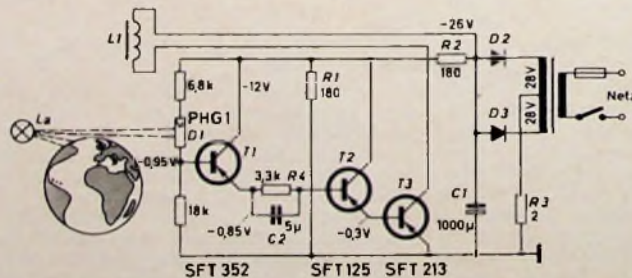 L1
-26V
R2
180
D2
28V
28V
Netz
6,8k
-12V
R1
180
La
PHG1
D1
D3
-0,95V
T1
T2
T3
3,3k R4
18k
-0,85V
5µ
C2
-0,3V
C1
1000µ
R3
2
SFT 352
SFT 125
SFT 213